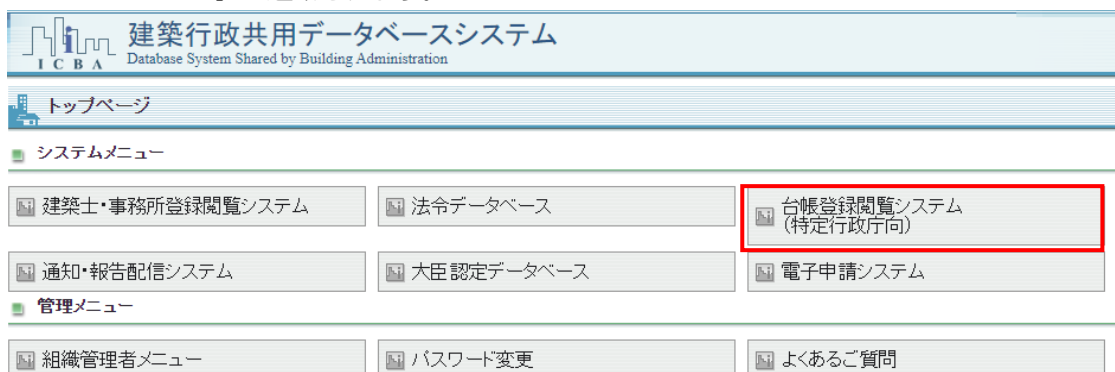 建築行政共用データベースシステム
ICBA
Database System Shared by Building Administration
トップページ
システムメニュー
建築士・事務所登録閲覧システム
法令データベース
台帳登録閲覧システム
(特定行政庁向)
通知・報告配信システム
大臣認定データベース
電子申請システム
管理メニュー
組織管理者メニュー
パスワード変更
よくあるご質問